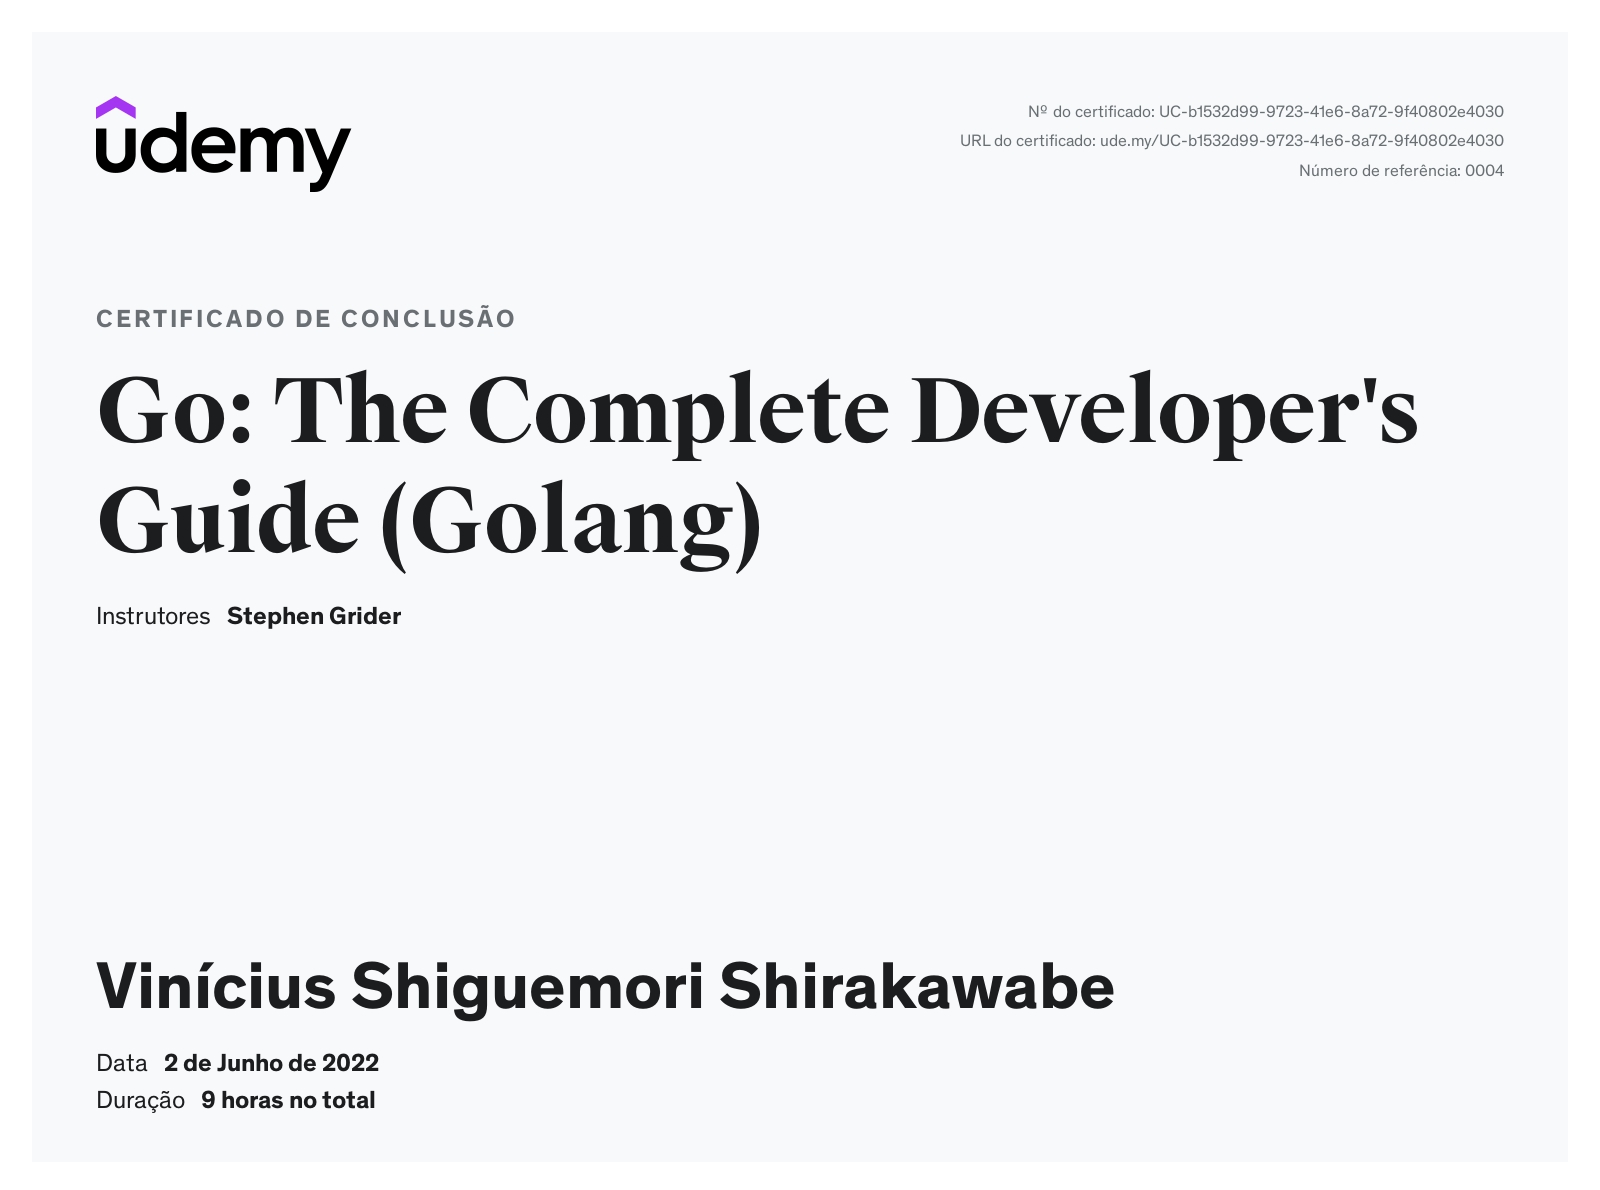 udemy
Nº do certificado: UC-b1532d99-9723-41e6-8a72-9f40802e4030
URL do certificado: ude.my/UC-b1532d99-9723-41e6-8a72-9f40802e4030
Número de referência: 0004
CERTIFICADO DE CONCLUSÃO
Go: The Complete Developer's
Guide (Golang)
Instrutores Stephen Grider
Vinícius Shiguemori Shirakawabe
Data 2 de Junho de 2022
Duração 9 horas no total